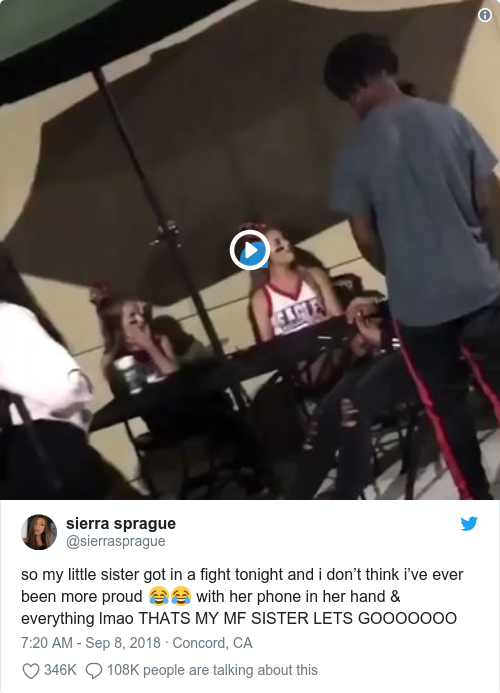 EAGLE
sierra sprague
@sierrasprague
so my little sister got in a fight tonight and i don’t think i’ve ever
been more proud 😂😂 with her phone in her hand &
everything lmao THATS MY MF SISTER LETS GOOOOOOO
7:20 AM - Sep 8, 2018 · Concord, CA
346K 108K people are talking about this